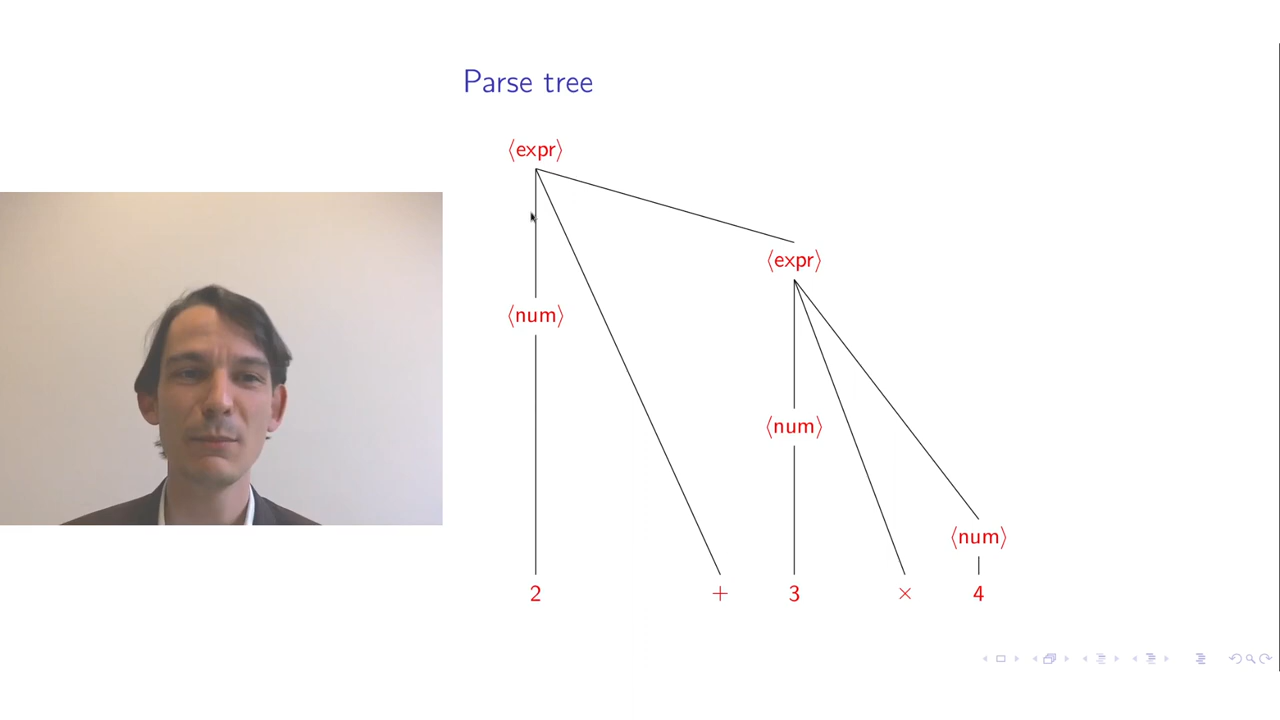 Parse tree
⟨expr⟩
⟨expr⟩
⟨num⟩
⟨num⟩
⟨num⟩
2 + 3 × 4